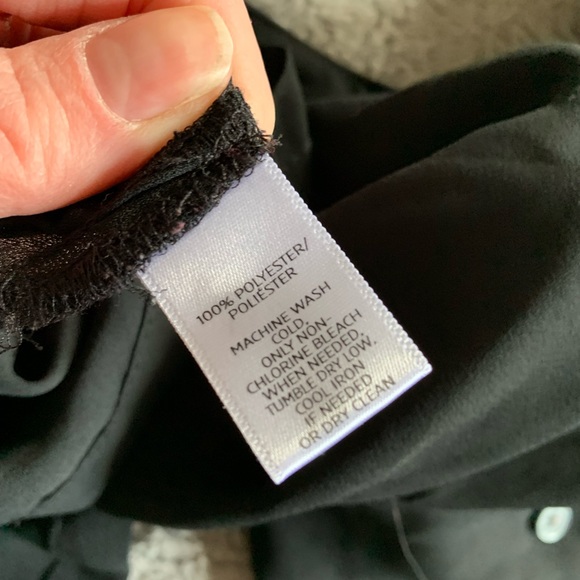 100% POLYESTER/
POLIÉSTER
MACHINE WASH
COLD,
ONLY NON-
CHLORINE BLEACH
WHEN NEEDED,
TUMBLE DRY LOW,
COOL IRON
IF NEEDED
OR DRY CLEAN